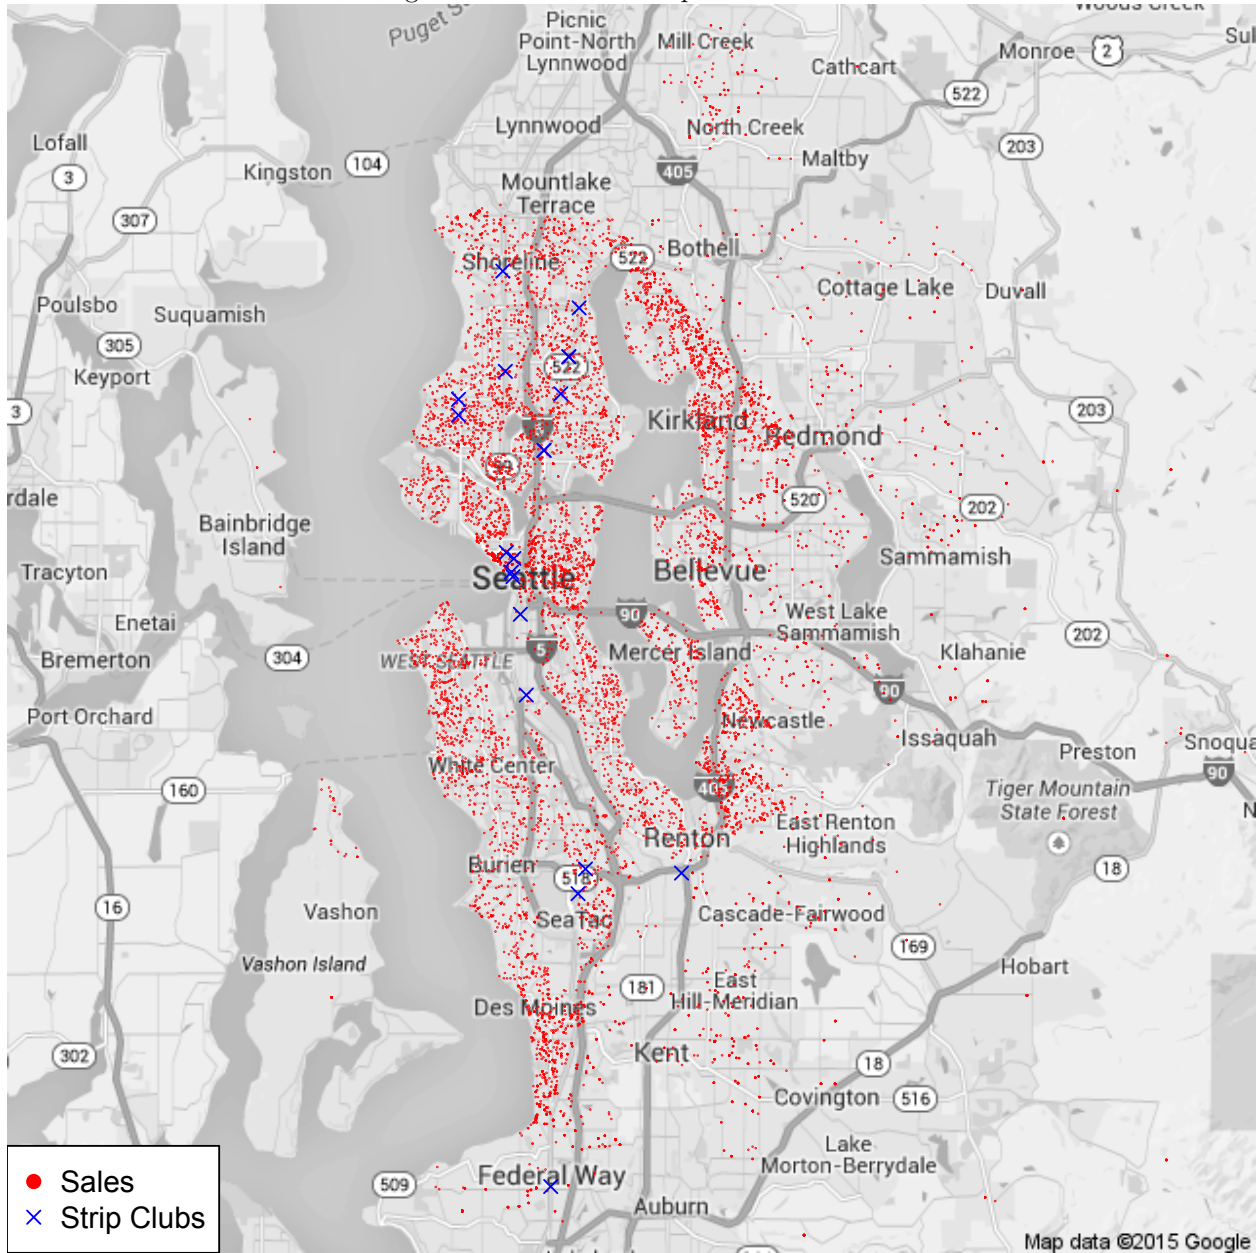 Puget
Woods Creek
Picnic
Point-North
Lynnwood
Mill Creek
Cathcart
Monroe
2
522
Lofall
3
Kingston
104
Lynnwood
North Creek
Maltby
203
405
307
Mountlake
Terrace
Shoreline
522
Bothell
Cottage Lake
Duvall
Poulsbo
Suquamish
305
Keyport
3
522
Kirkland
Redmond
203
5
99
520
202
Bainbridge
Island
Sammamish
Tracyton
Seattle
Bellevue
Enetai
90
West Lake
Sammamish
202
Bremerton
304
WEST SEATTLE
5
Mercer Island
Klahanie
90
Port Orchard
Newcastle
Issaquah
Preston
90
White Center
160
405
Tiger Mountain
State Forest
Renton
East Renton
Highlands
Burien
518
18
16
Vashon
SeaTac
Cascade-Fairwood
169
Vashon Island
Hobart
181
East
Hill-Meridian
Des Moines
302
Kent
18
Covington
516
Lake
Morton-Berrydale
Federal Way
509
Auburn
Sales
Strip Clubs
Map data ©2015 Google